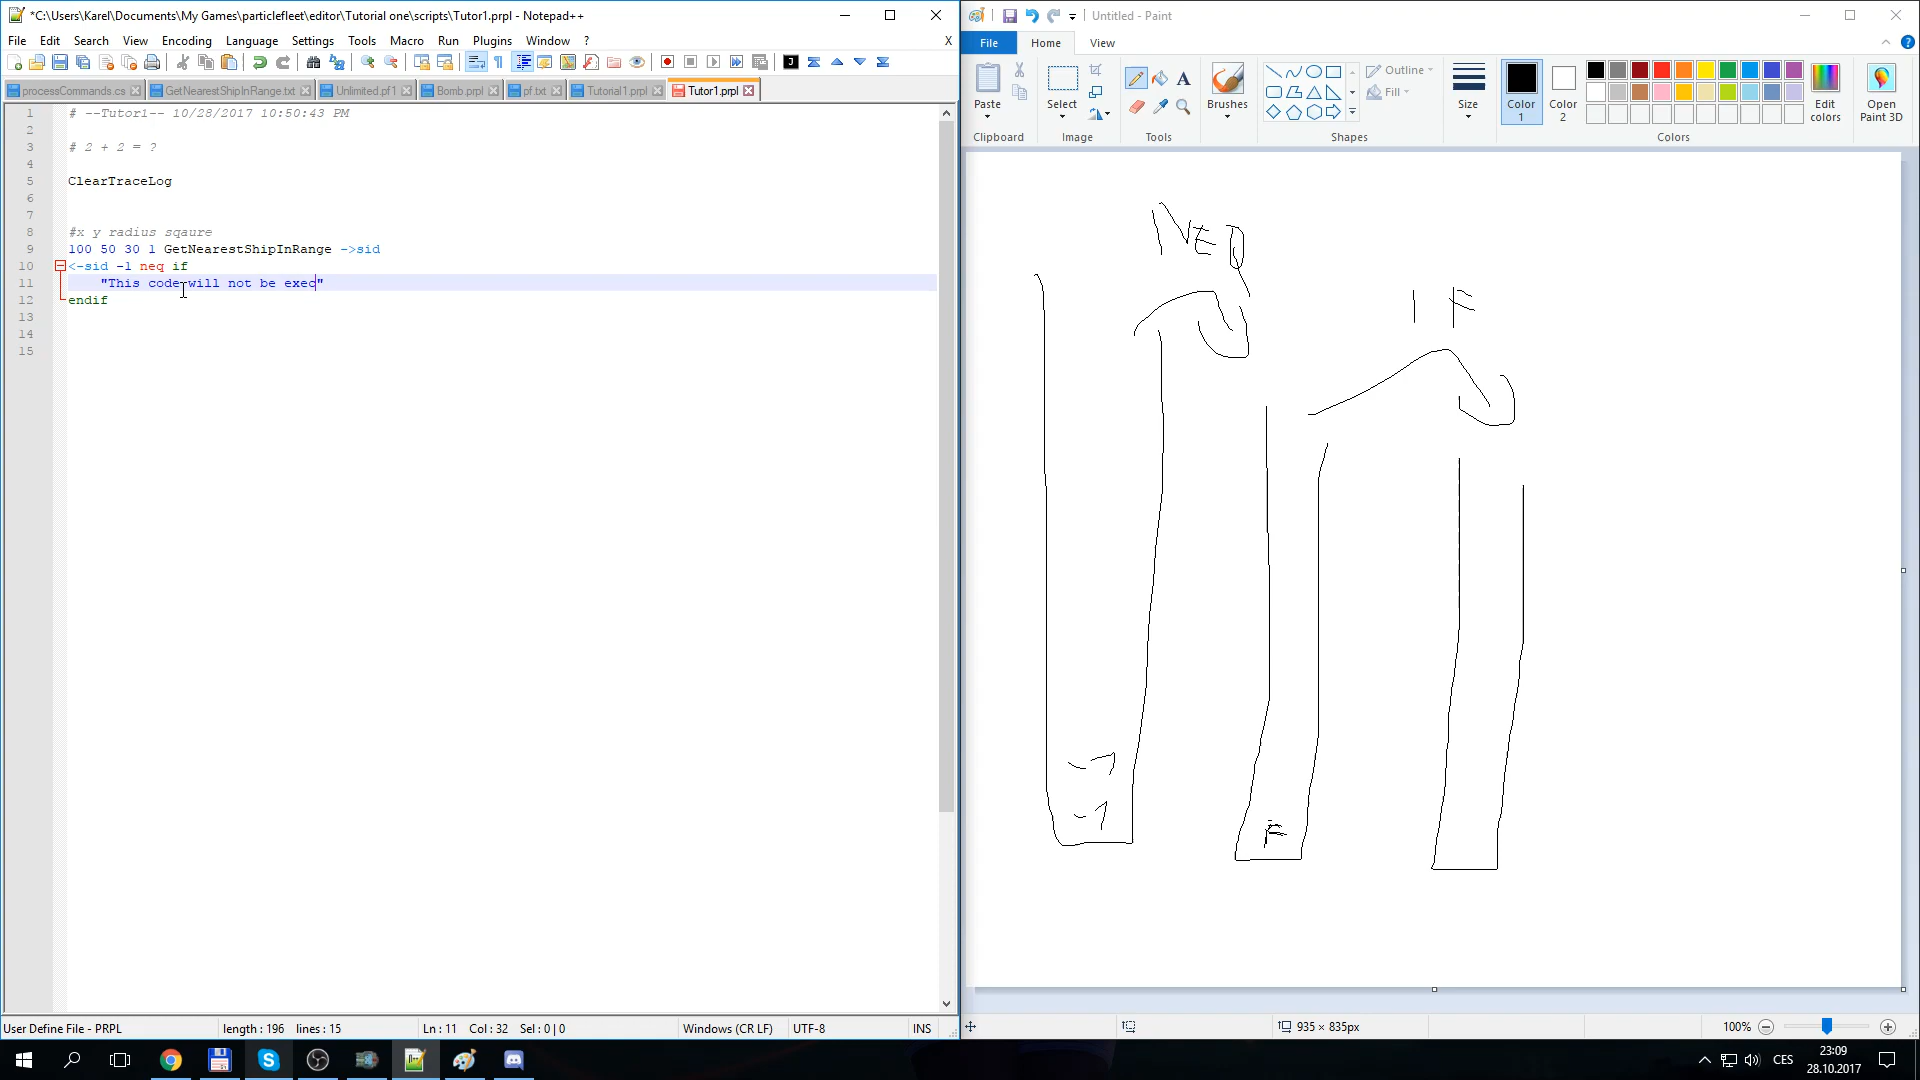 *C:\Users\Karel\Documents\My Games\particlefleet\editor\Tutorial one\scripts\Tutor1.prpl - Notepad++
File Edit Search View Encoding Language Settings Tools Macro Run Plugins Window ? X
processCommands.cs GetNearestShipInRange.txt Unlimited.pf1 Bomb.prpl pf.txt Tutorial1.prpl Tutor1.prpl
1 # --Tutor1-- 10/28/2017 10:50:43 PM
2
3 # 2 + 2 = ?
4
5 ClearTraceLog
6
7
8 #x y radius sqaure
9 100 50 30 1 GetNearestShipInRange ->sid
10 <-sid -1 neq if
11 "This code will not be exec"
12 endif
13
14
15
User Define File - PRPL length : 196 lines : 15 Ln : 11 Col : 32 Sel : 0 | 0 Windows (CR LF) UTF-8 INS
Untitled - Paint
File Home View
Paste Select Brushes Outline Fill Size Color 1 Color 2 Edit colors Open Paint 3D
Clipboard Image Tools Shapes Colors
NEQ
IF
-1
-1
F
935 × 835px 100%
CES 23:09
28.10.2017